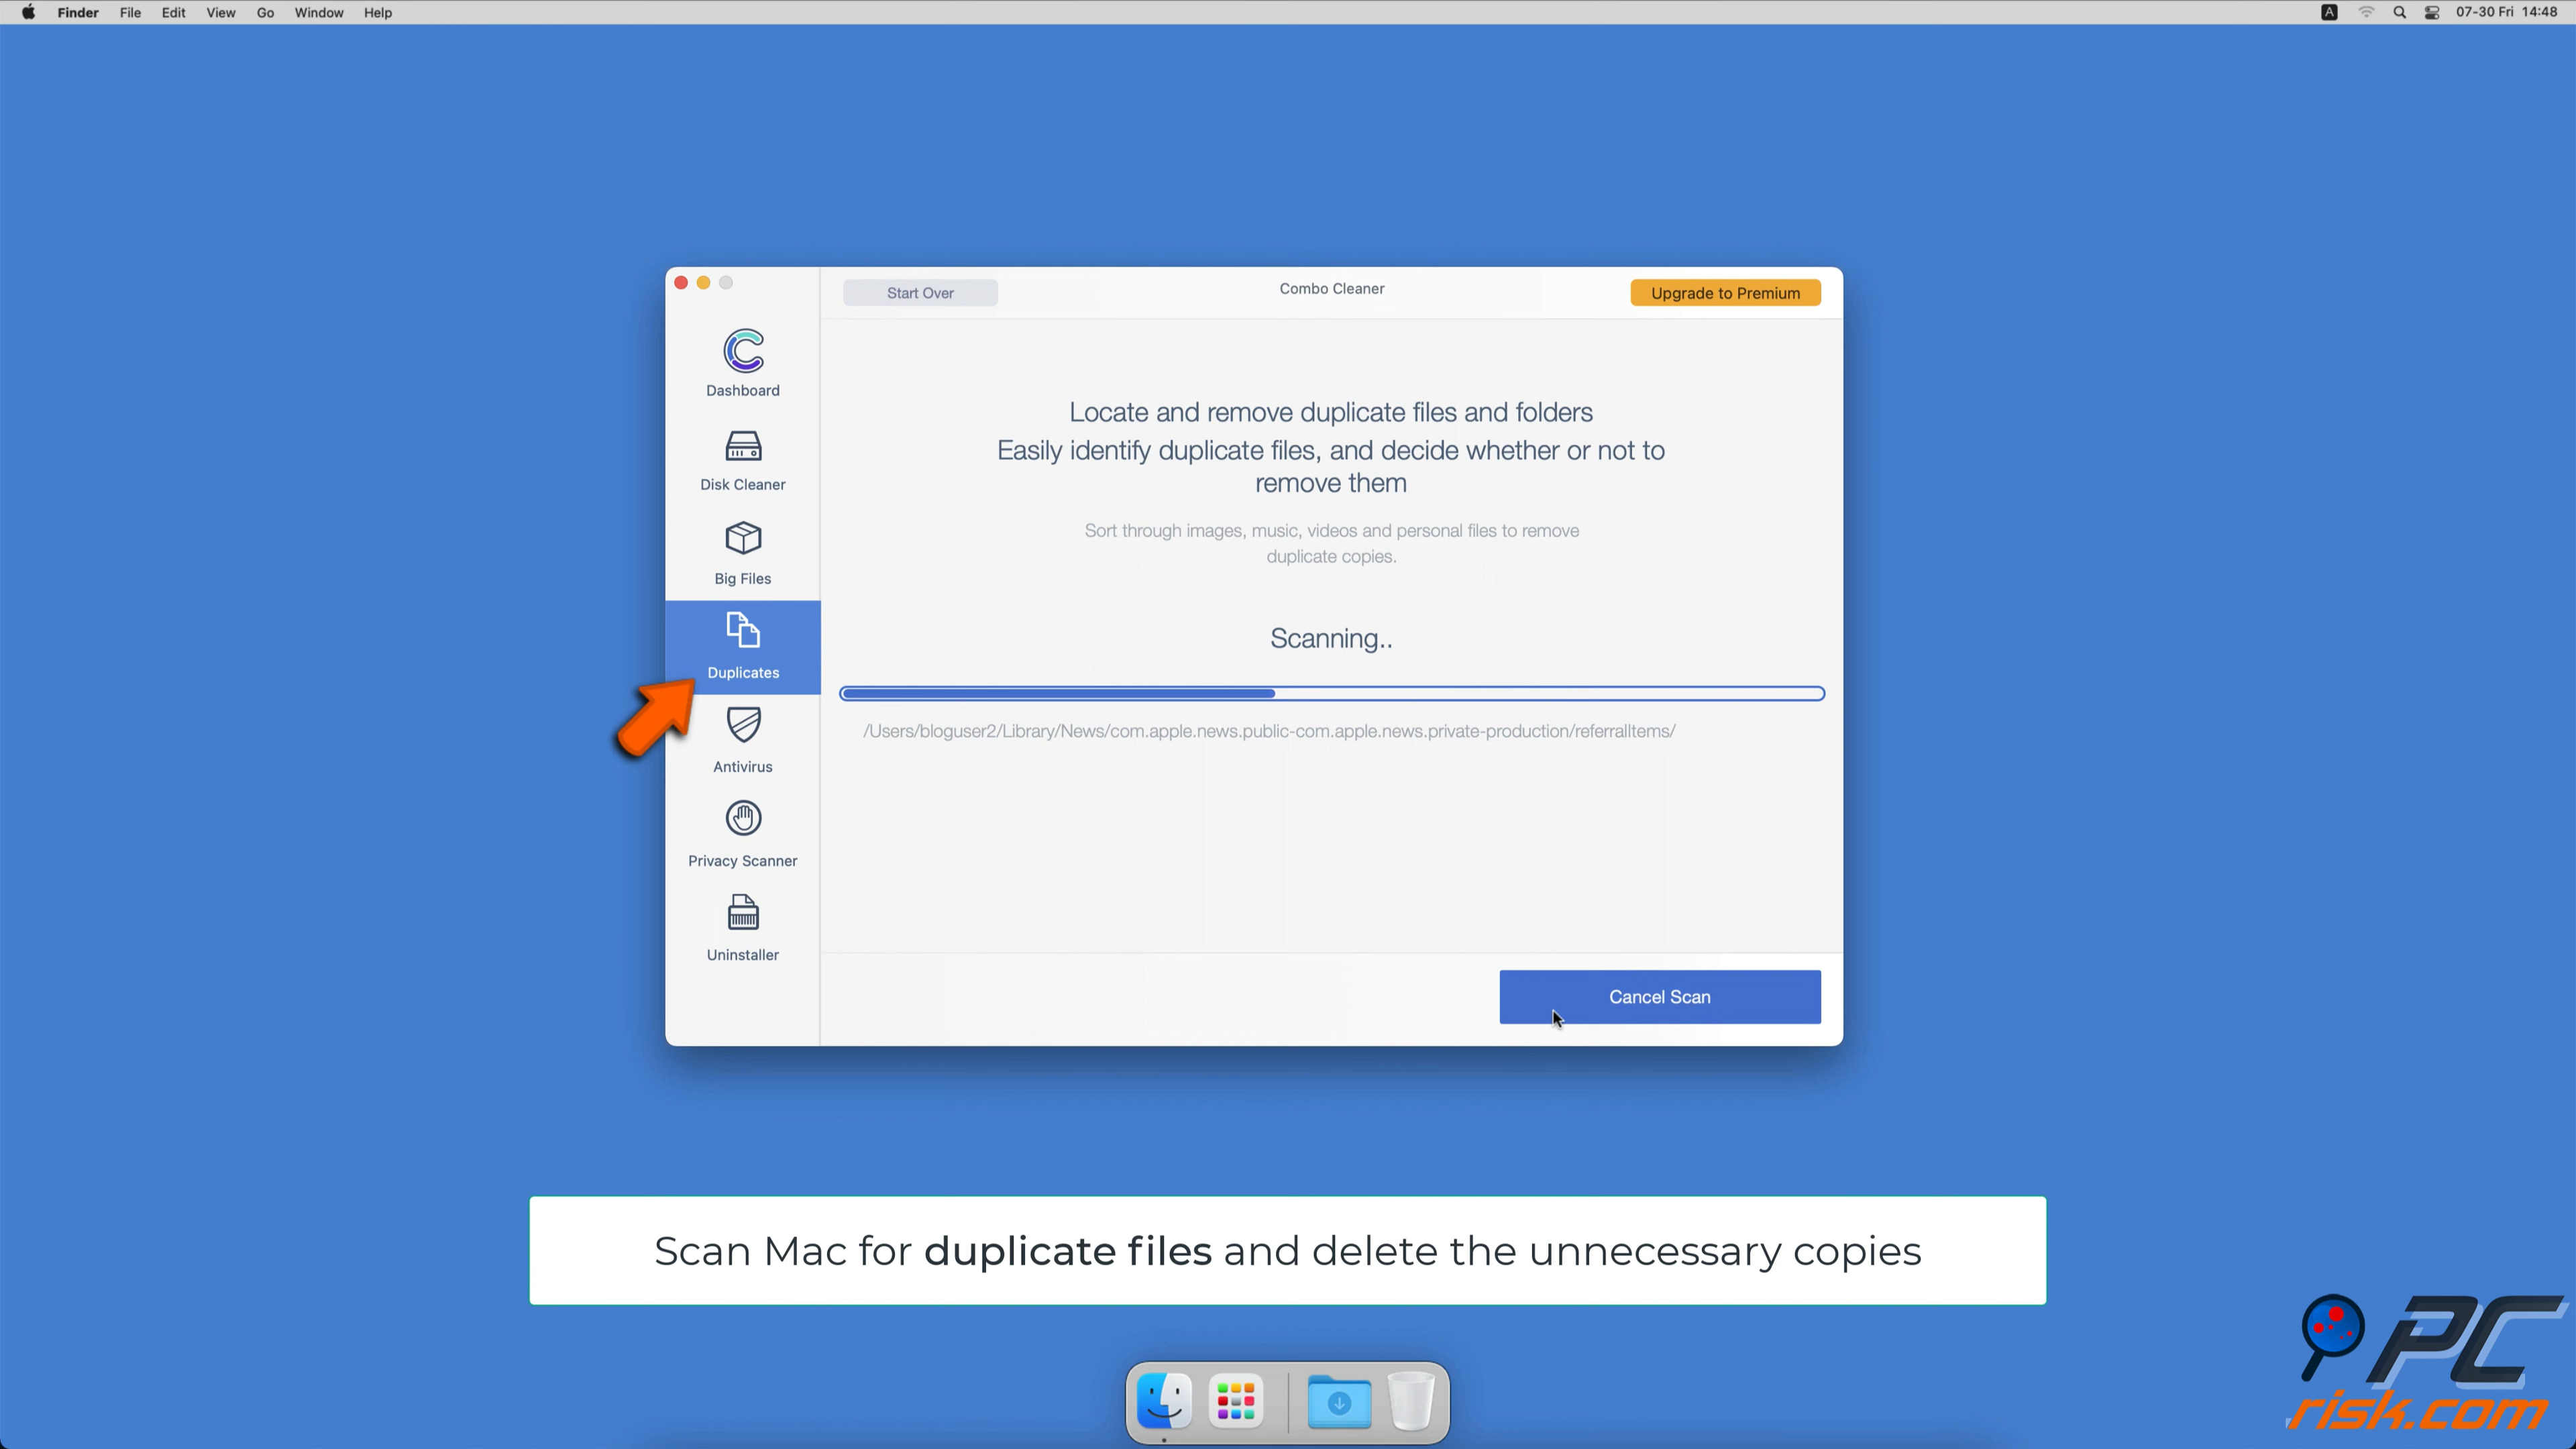 Finder File Edit View Go Window Help
A 07-30 Fri 14:48
Start Over
Combo Cleaner
Upgrade to Premium
Dashboard
Disk Cleaner
Big Files
Duplicates
Antivirus
Privacy Scanner
Uninstaller
Locate and remove duplicate files and folders
Easily identify duplicate files, and decide whether or not to
remove them
Sort through images, music, videos and personal files to remove
duplicate copies.
Scanning..
/Users/bloguser2/Library/News/com.apple.news.public-com.apple.news.private-production/referralItems/
Cancel Scan
Scan Mac for duplicate files and delete the unnecessary copies
PC
risk.com